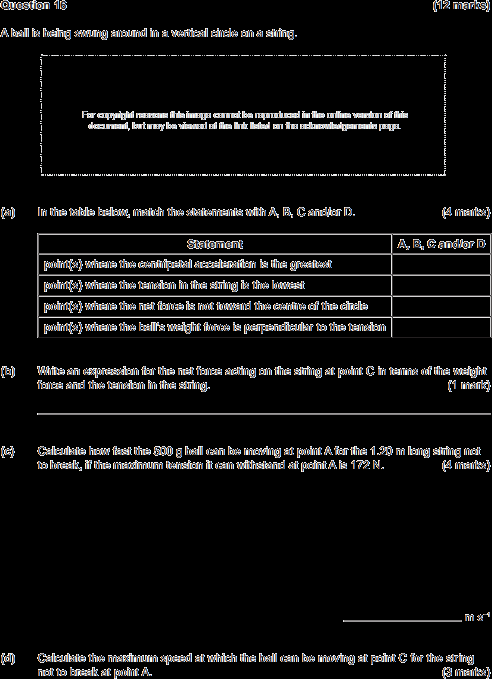 Question 16 (12 marks)
A ball is being swung around in a vertical circle on a string.
For copyright reasons this image cannot be reproduced in the online version of this
document, but may be viewed at the link listed on the acknowledgements page.
(a) In the table below, match the statements with A, B, C and/or D. (4 marks)
Statement A, B, C and/or D
point(s) where the centripetal acceleration is the greatest
point(s) where the tension in the string is the lowest
point(s) where the net force is not toward the centre of the circle
point(s) where the ball's weight force is perpendicular to the tension
(b) Write an expression for the net force acting on the string at point C in terms of the weight
force and the tension in the string. (1 mark)
(c) Calculate how fast the 500 g ball can be moving at point A for the 1.20 m long string not
to break, if the maximum tension it can withstand at point A is 172 N. (4 marks)
m s⁻¹
(d) Calculate the maximum speed at which the ball can be moving at point C for the string
not to break at point A. (3 marks)